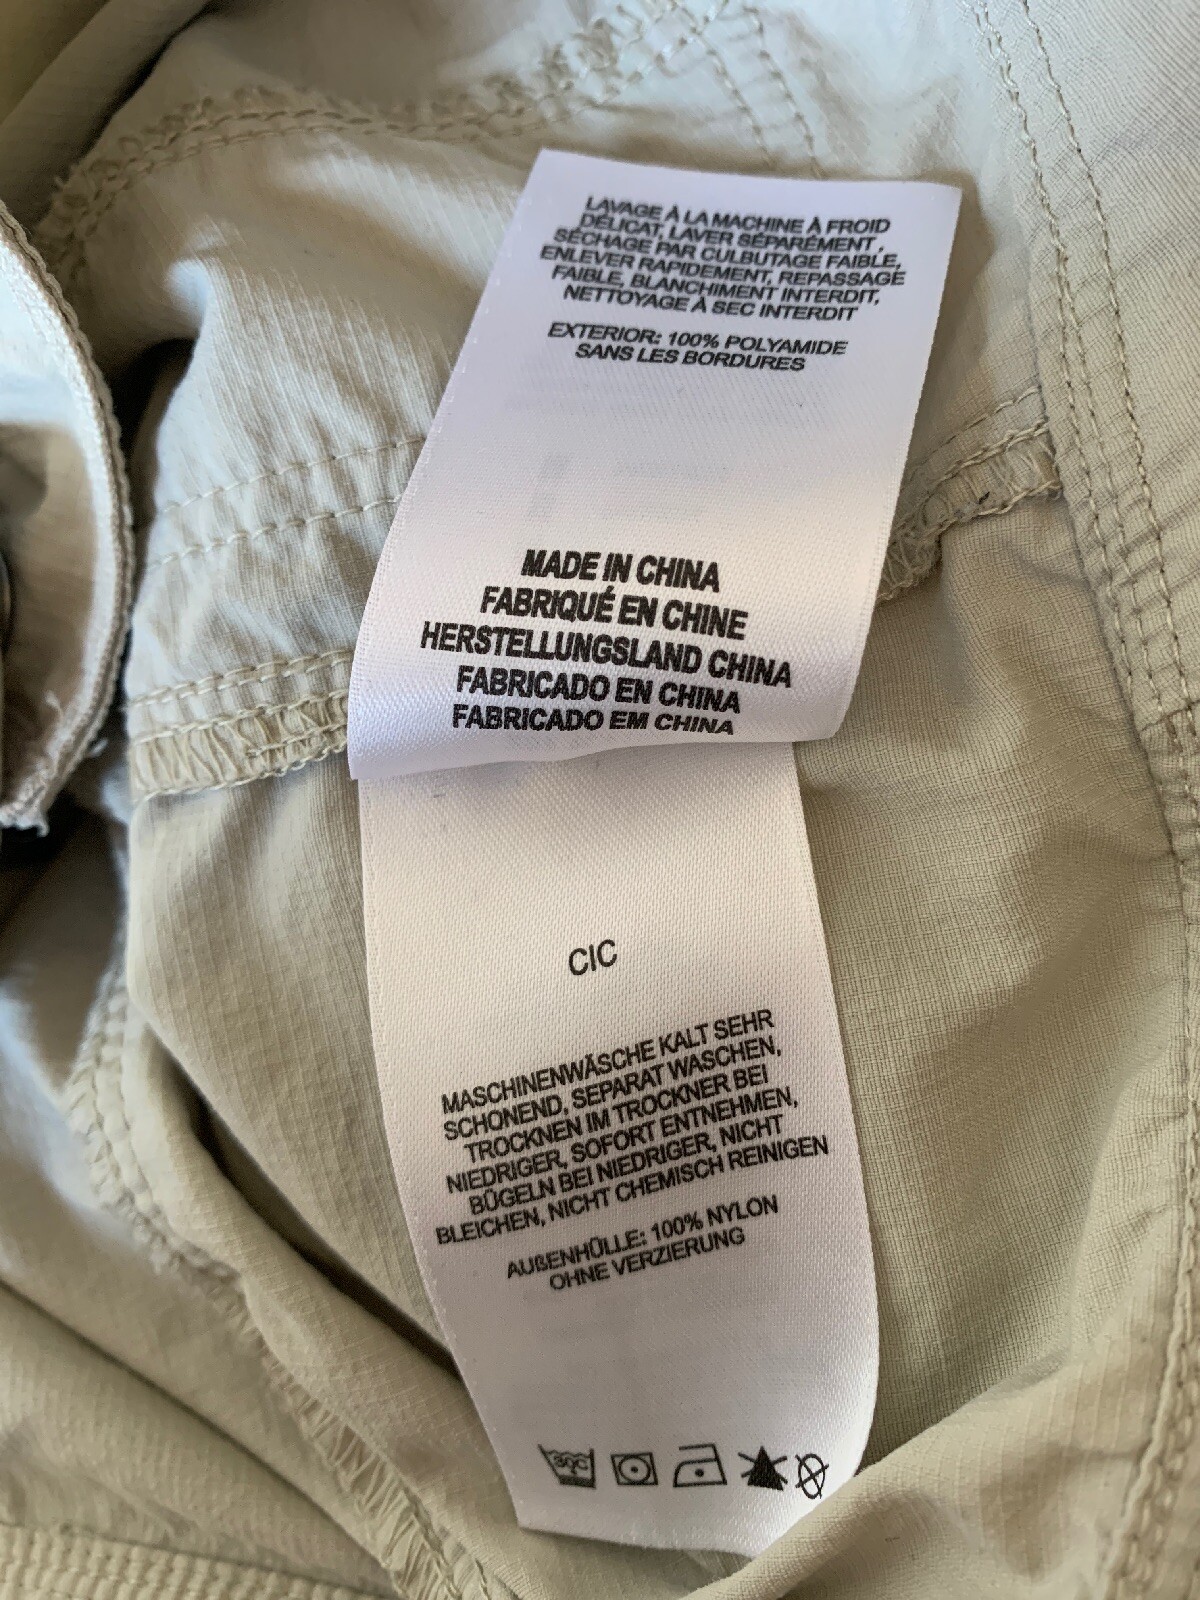 LAVAGE À LA MACHINE À FROID
DÉLICAT, LAVER SÉPARÉMENT,
SÉCHAGE PAR CULBUTAGE FAIBLE,
ENLEVER RAPIDEMENT, REPASSAGE
FAIBLE, BLANCHIMENT INTERDIT,
NETTOYAGE À SEC INTERDIT
EXTERIOR: 100% POLYAMIDE
SANS LES BORDURES
MADE IN CHINA
FABRIQUÉ EN CHINE
HERSTELLUNGSLAND CHINA
FABRICADO EN CHINA
FABRICADO EM CHINA
CIC
MASCHINENWÄSCHE KALT SEHR
SCHONEND, SEPARAT WASCHEN,
TROCKNEN IM TROCKNER BEI
NIEDRIGER, SOFORT ENTNEHMEN,
BÜGELN BEI NIEDRIGER, NICHT
BLEICHEN, NICHT CHEMISCH REINIGEN
AUßENHÜLLE: 100% NYLON
OHNE VERZIERUNG
30C